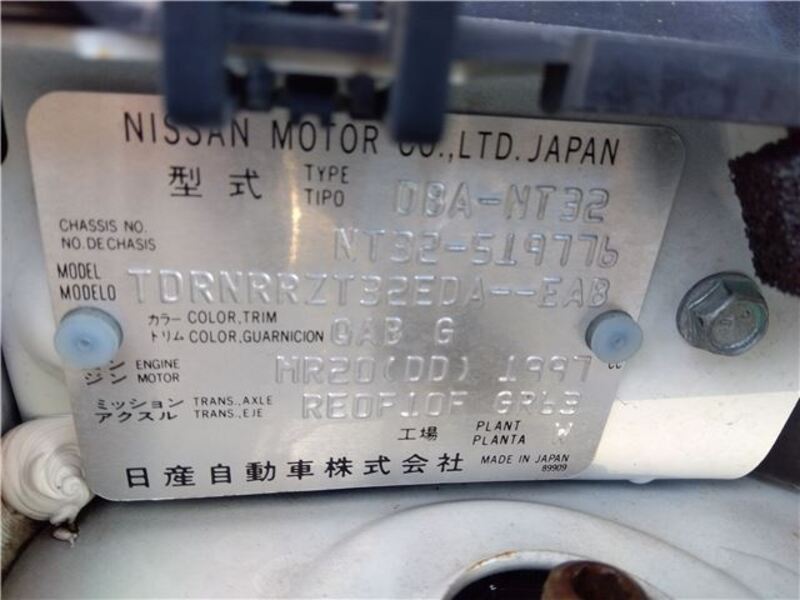 NISSAN MOTOR CO.,LTD. JAPAN
型式 TYPE TIPO DBA-NT32
CHASSIS NO. NO.DE CHASIS NT32-519776
MODEL MODELO TDRNRRZT32EDA--EAB
カラー COLOR,TRIM
トリム COLOR,GUARNICION QAB G
ENGINE
ジン MOTOR MR20(DD) 1997 CC
ミッション TRANS.,AXLE
アクスル TRANS.,EJE RE0F10F GR63
工場 PLANT PLANTA W
日産自動車株式会社 MADE IN JAPAN
89909